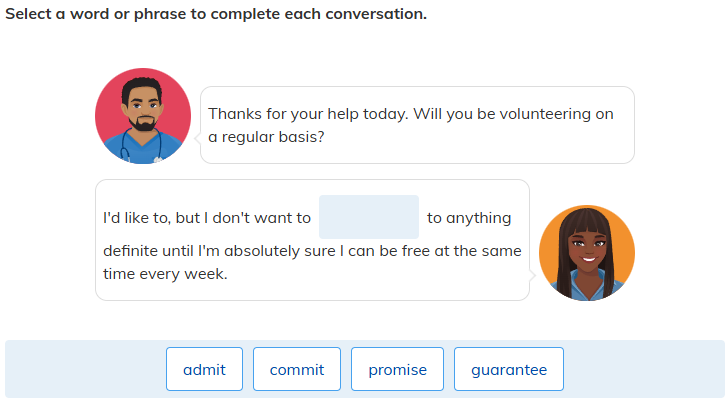 Select a word or phrase to complete each conversation.
Thanks for your help today. Will you be volunteering on
a regular basis?
I'd like to, but I don't want to to anything
definite until I'm absolutely sure I can be free at the same
time every week.
admit commit promise guarantee